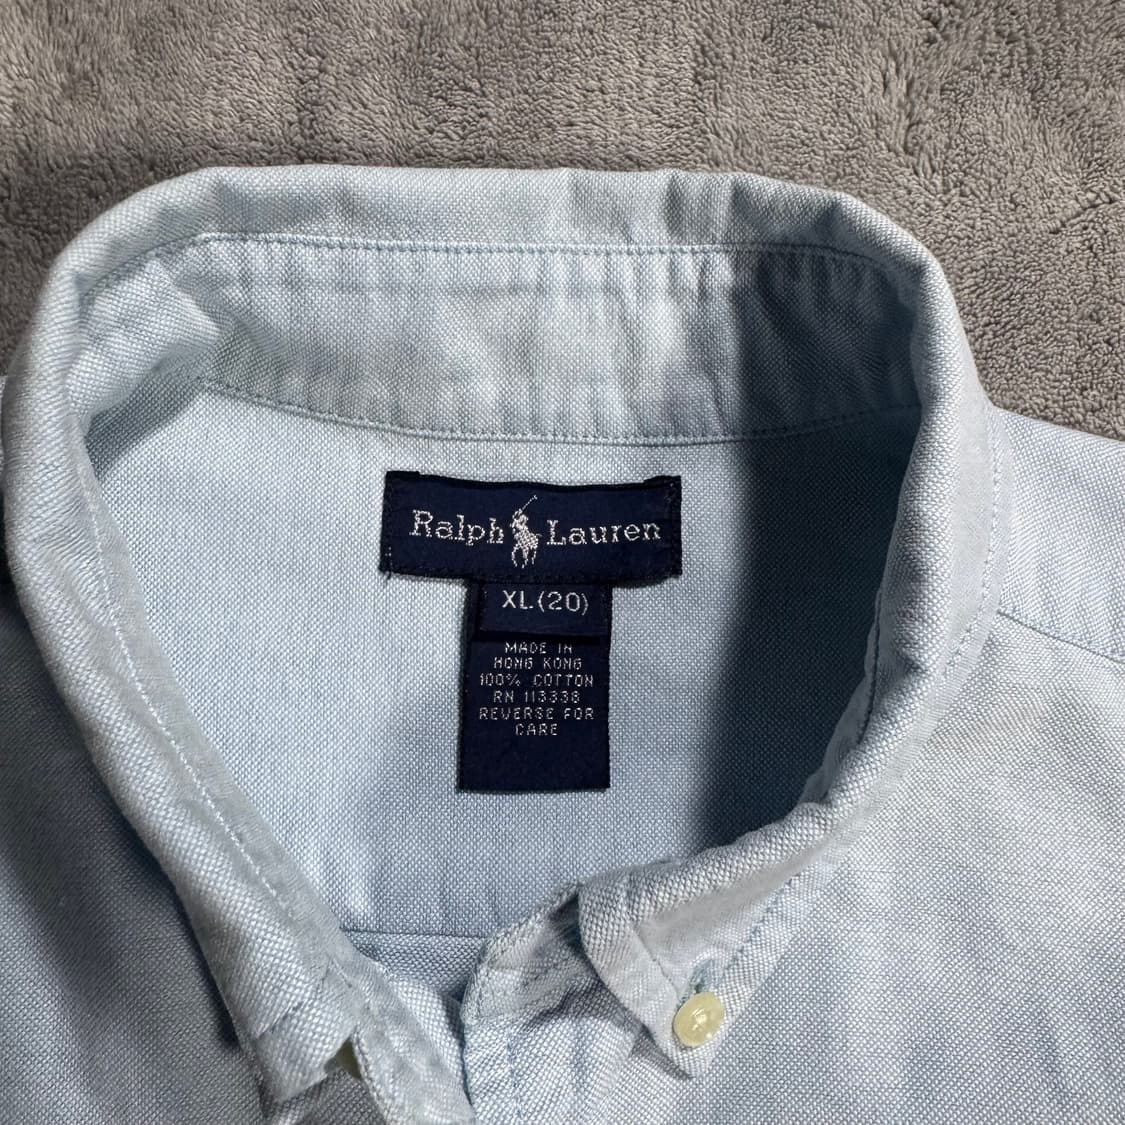 Ralph Lauren
XL (20)
MADE IN
HONG KONG
100% COTTON
RN 113338
REVERSE FOR
CARE